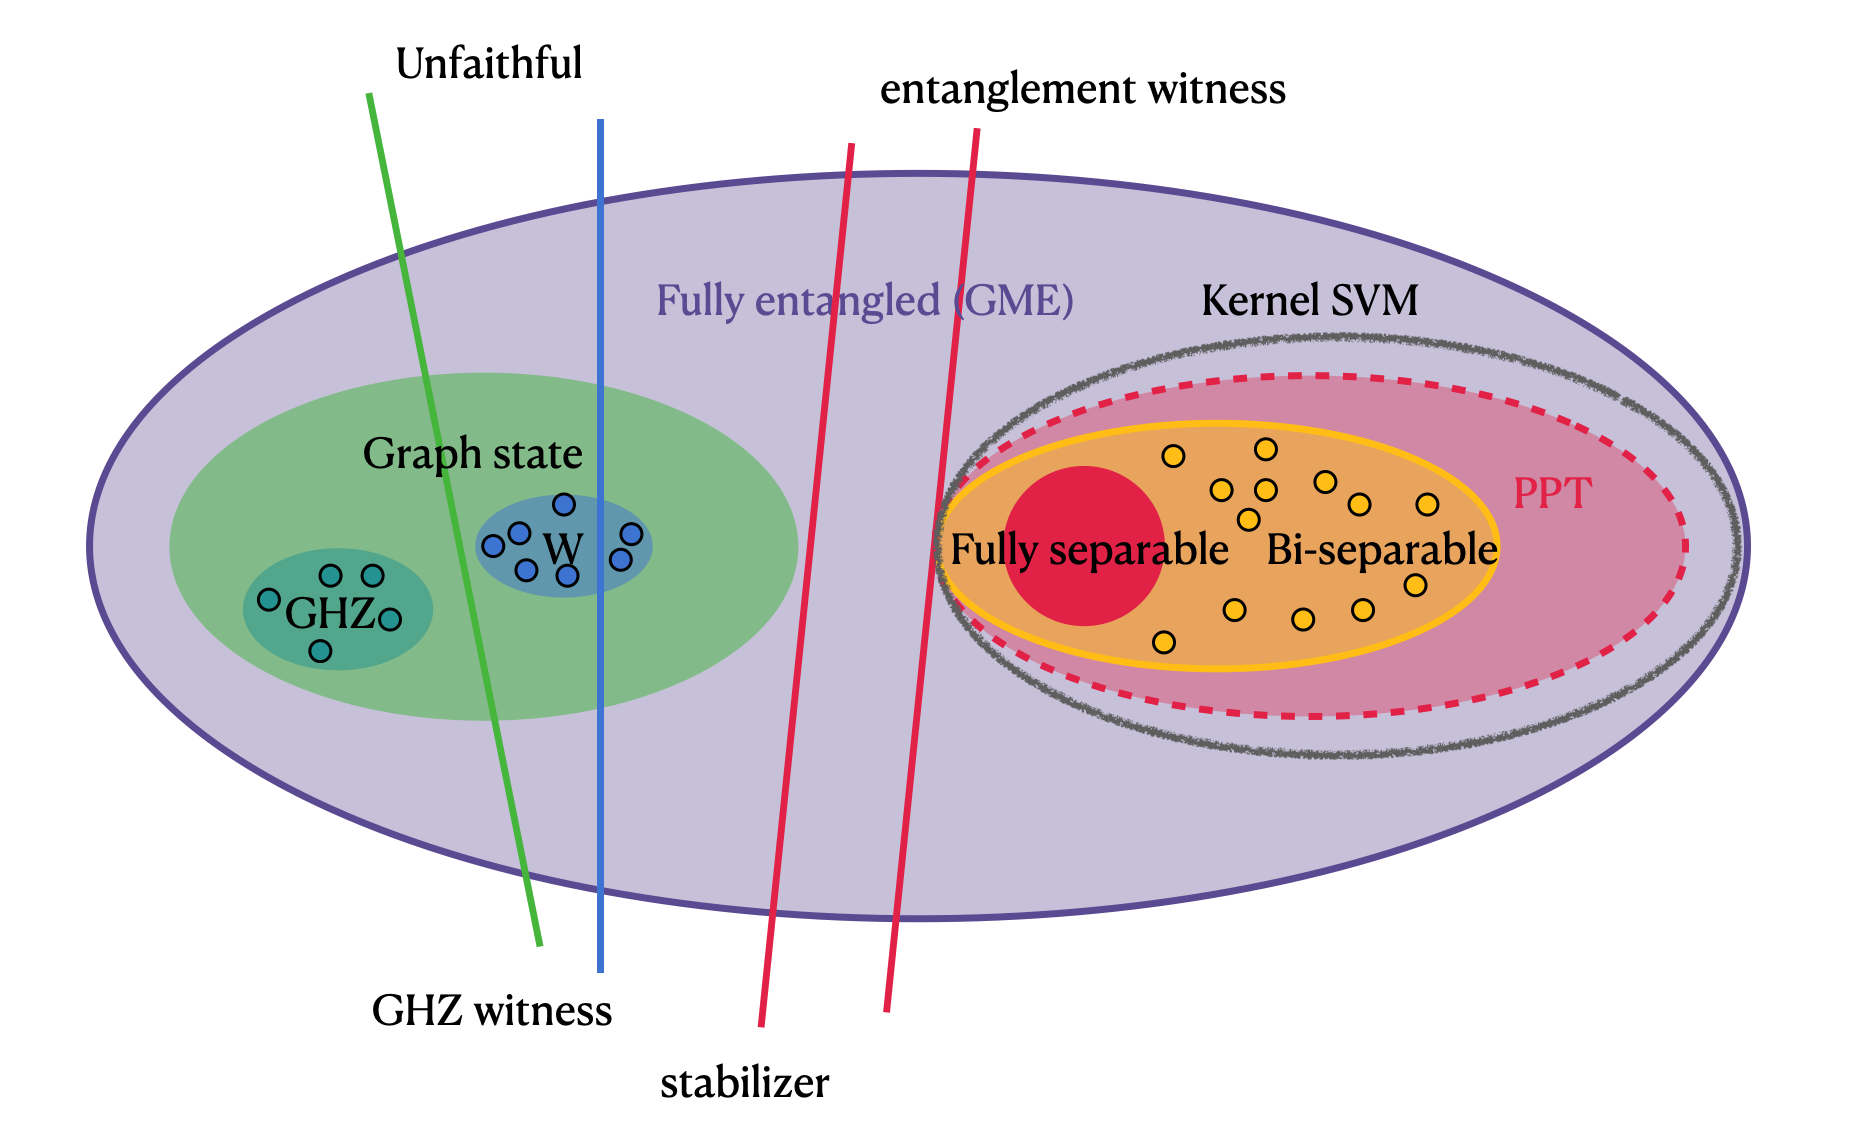 Unfaithful
entanglement witness
Fully entangled (GME)
Kernel SVM
Graph state
PPT
W
Fully separable
Bi-separable
GHZ
GHZ witness
stabilizer